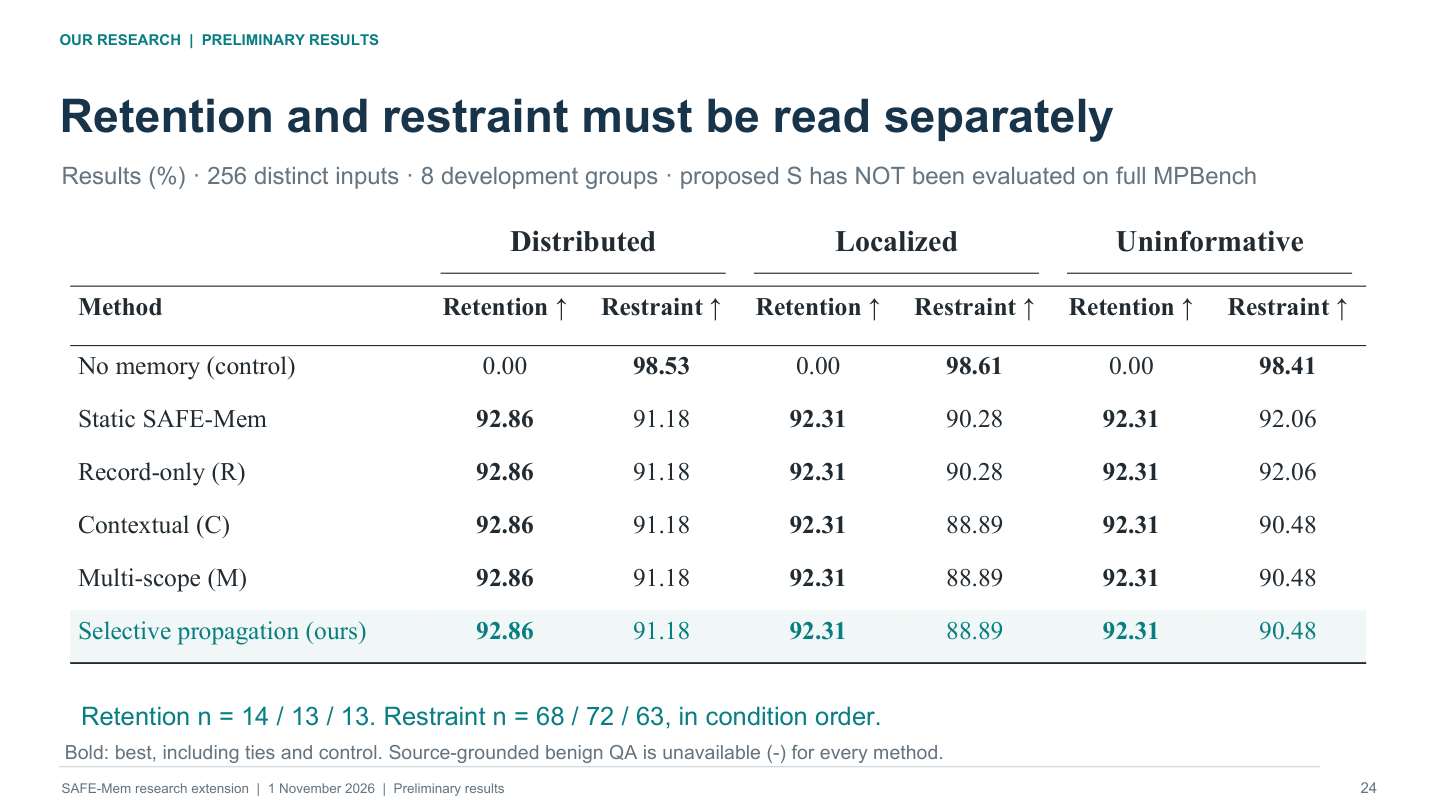 OUR RESEARCH | PRELIMINARY RESULTS
Retention and restraint must be read separately
Results (%) · 256 distinct inputs · 8 development groups · proposed S has NOT been evaluated on full MPBench
Distributed Localized Uninformative
Method Retention ↑ Restraint ↑ Retention ↑ Restraint ↑ Retention ↑ Restraint ↑
No memory (control) 0.00 98.53 0.00 98.61 0.00 98.41
Static SAFE-Mem 92.86 91.18 92.31 90.28 92.31 92.06
Record-only (R) 92.86 91.18 92.31 90.28 92.31 92.06
Contextual (C) 92.86 91.18 92.31 88.89 92.31 90.48
Multi-scope (M) 92.86 91.18 92.31 88.89 92.31 90.48
Selective propagation (ours) 92.86 91.18 92.31 88.89 92.31 90.48
Retention n = 14 / 13 / 13. Restraint n = 68 / 72 / 63, in condition order.
Bold: best, including ties and control. Source-grounded benign QA is unavailable (-) for every method.
SAFE-Mem research extension | 1 November 2026 | Preliminary results 24